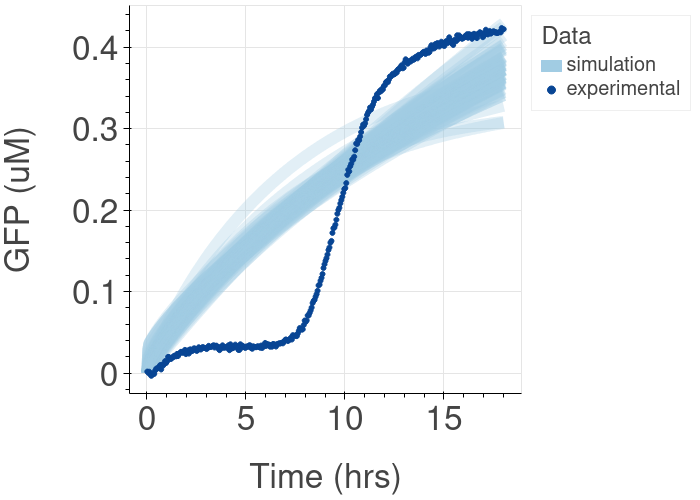 GFP (uM)
0.4
0.3
0.2
0.1
0
0 5 10 15
Time (hrs)
Data
simulation
experimental